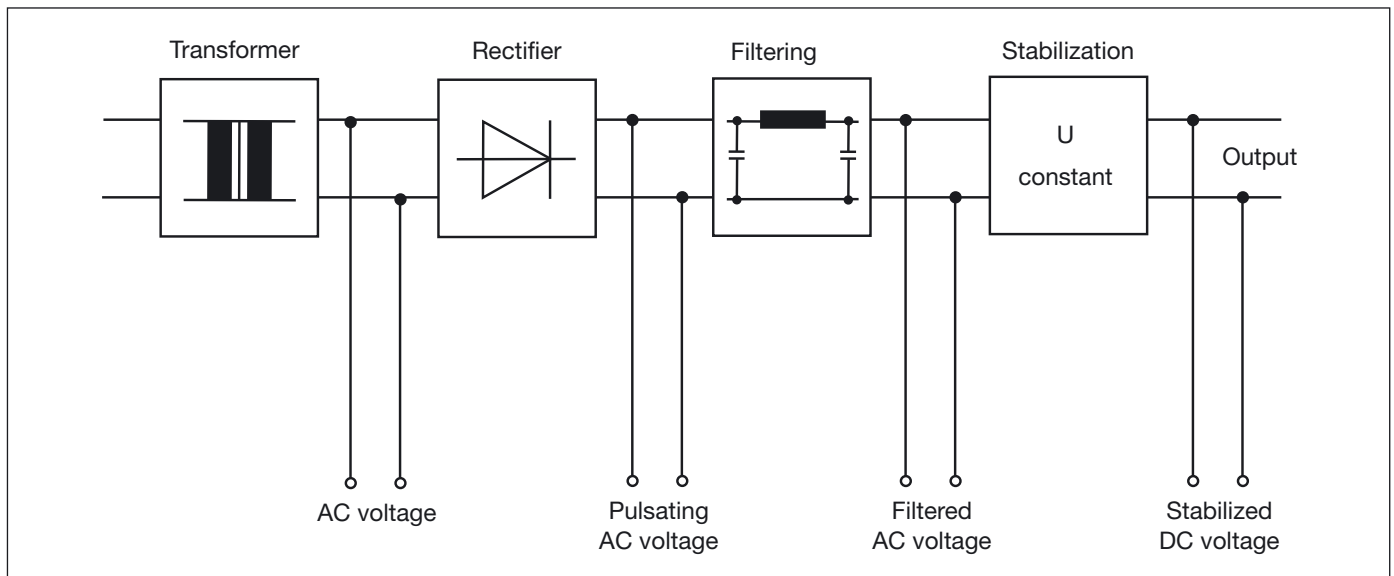 Transformer
Rectifier
Filtering
Stabilization
U
constant
Output
AC voltage
Pulsating
AC voltage
Filtered
AC voltage
Stabilized
DC voltage